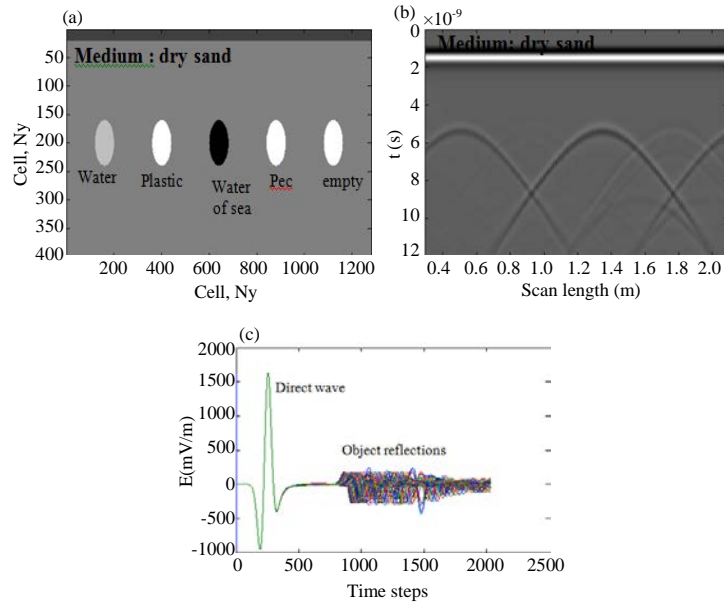 (a)
Medium : dry sand
50
100
150
200
250
300
350
400
Cell, Ny
Water
Plastic
Water
of sea
Pec
empty
200
400
600
800
1000
1200
Cell, Ny
(b)
×10-9
Medium: dry sand
0
2
4
6
8
10
12
t (s)
0.4
0.6
0.8
1.0
1.2
1.4
1.6
1.8
2.0
Scan length (m)
(c)
2000
1500
1000
500
0
-500
-1000
E(mV/m)
Direct wave
Object reflections
0
500
1000
1500
2000
2500
Time steps